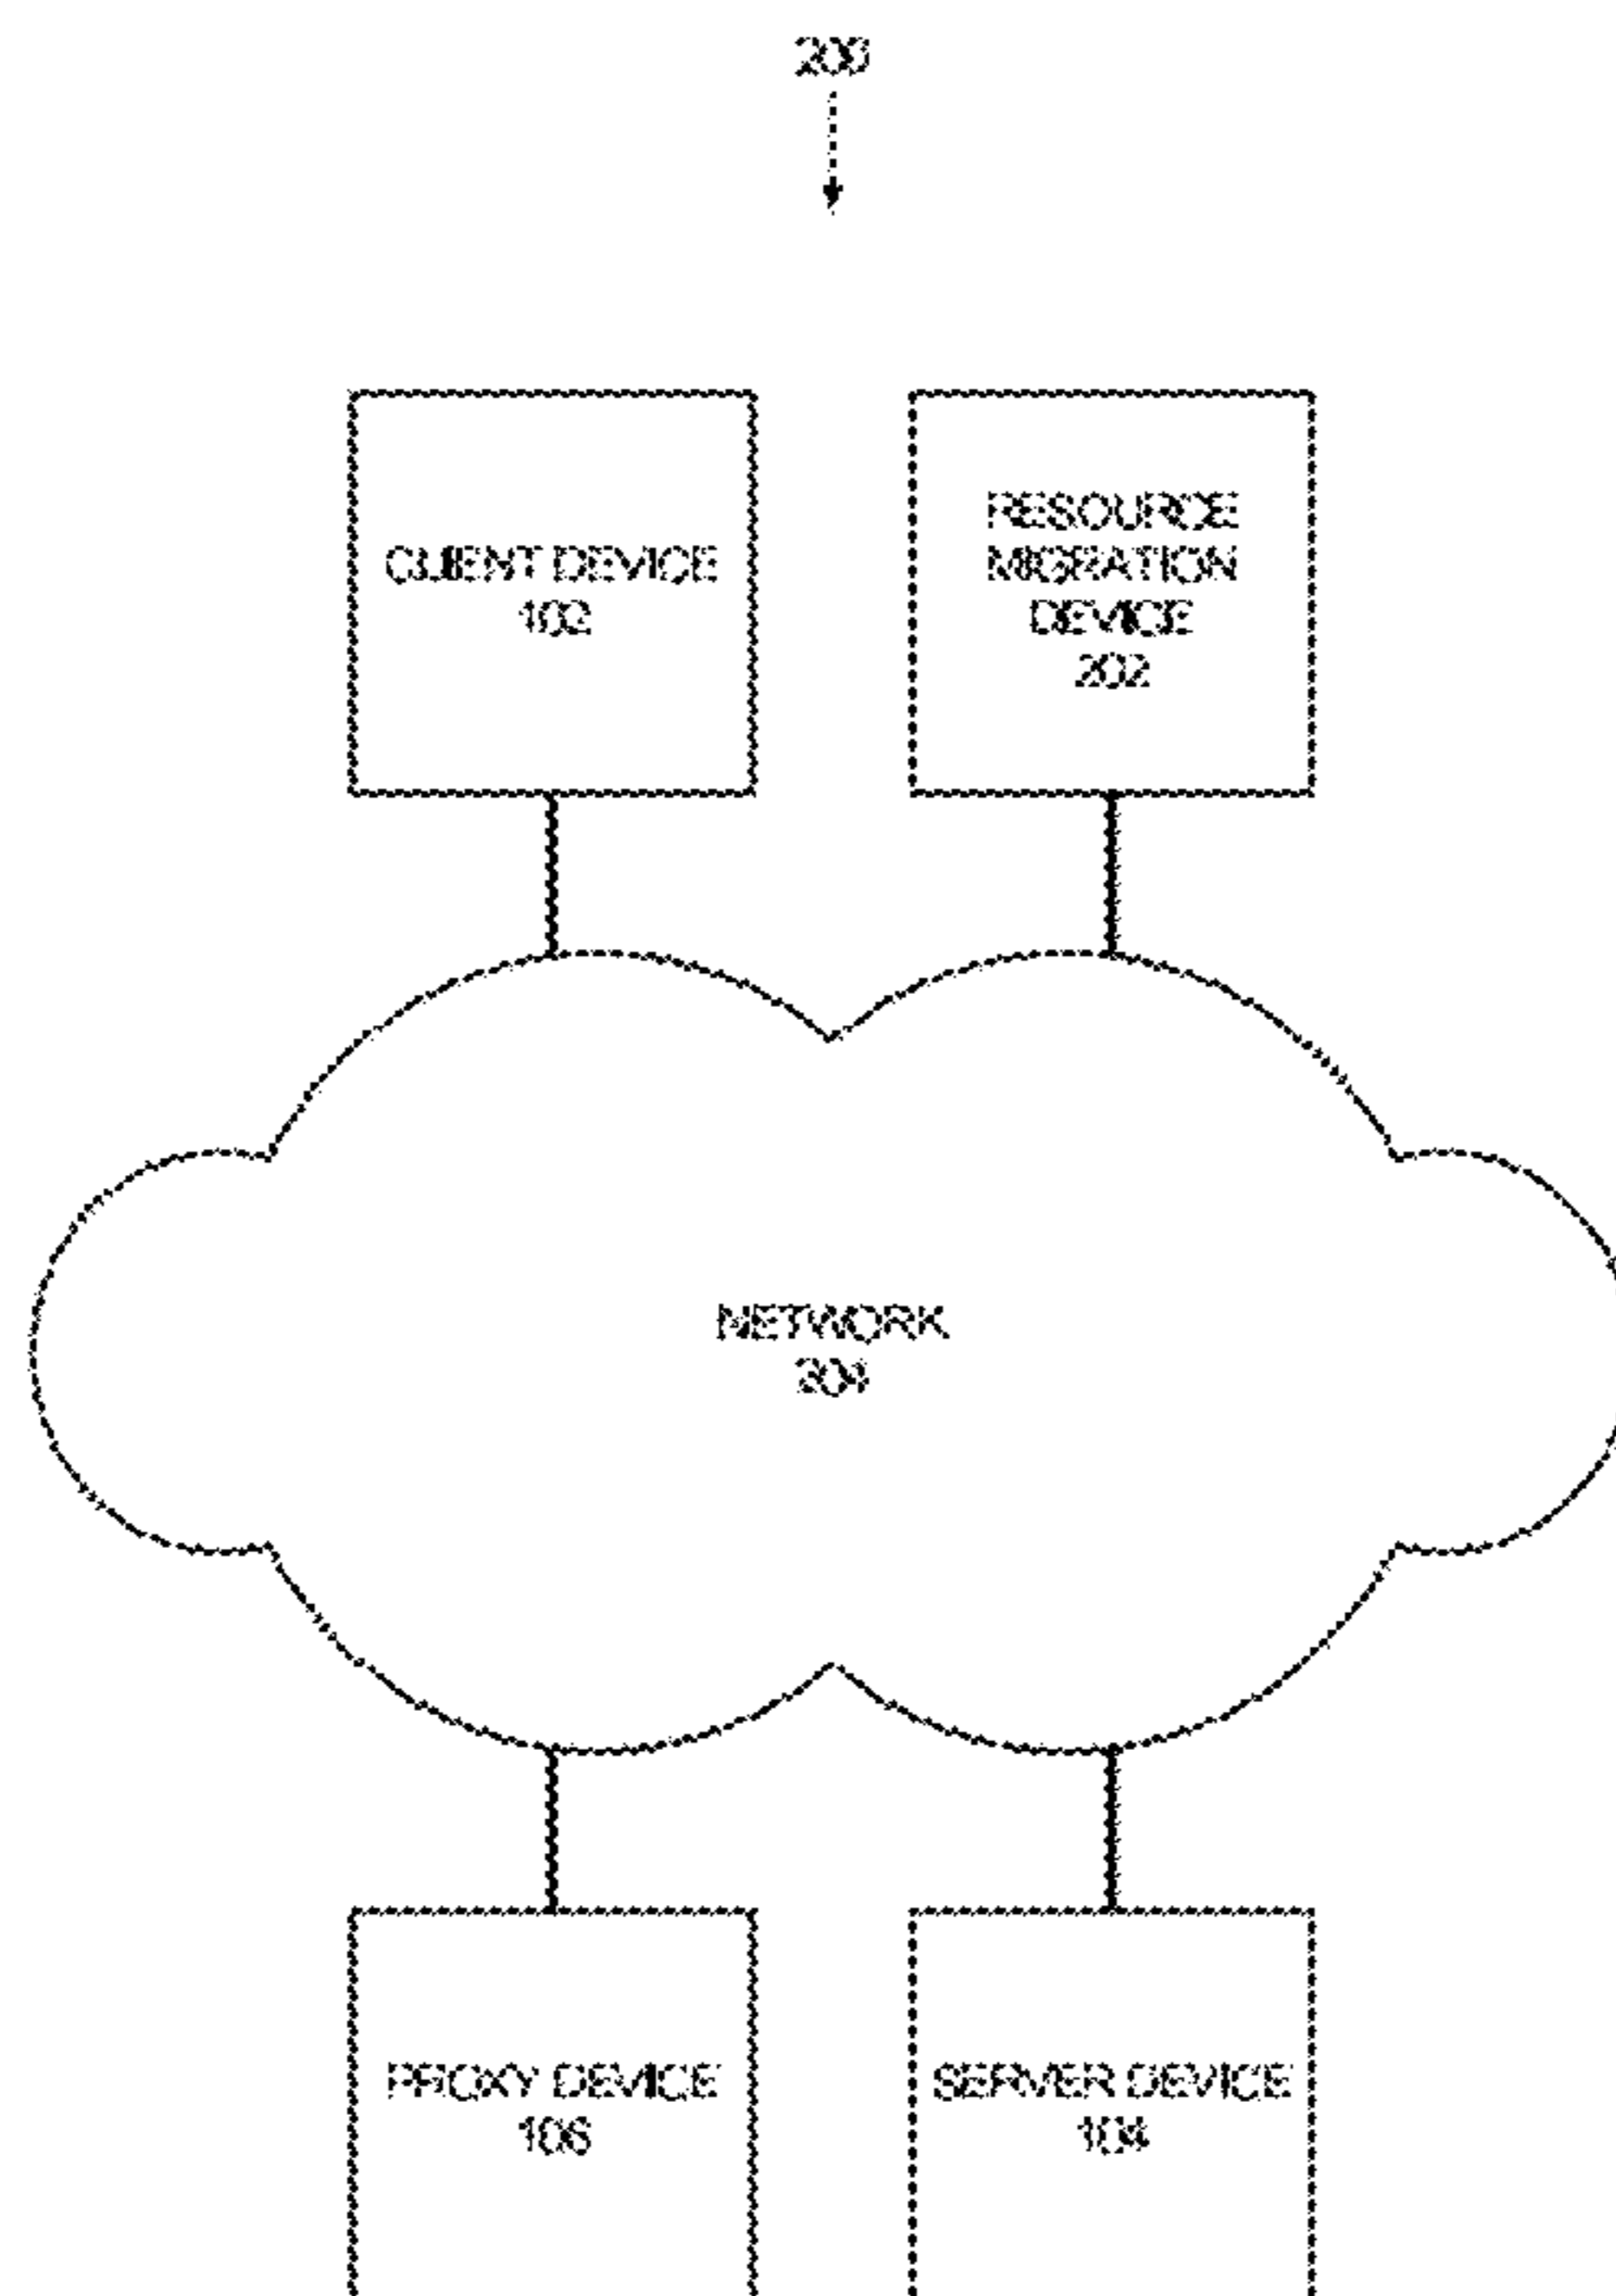 200
CLIENT DEVICE
102
RESOURCE
MIGRATION
DEVICE
202
NETWORK
204
PROXY DEVICE
106
SERVER DEVICE
104